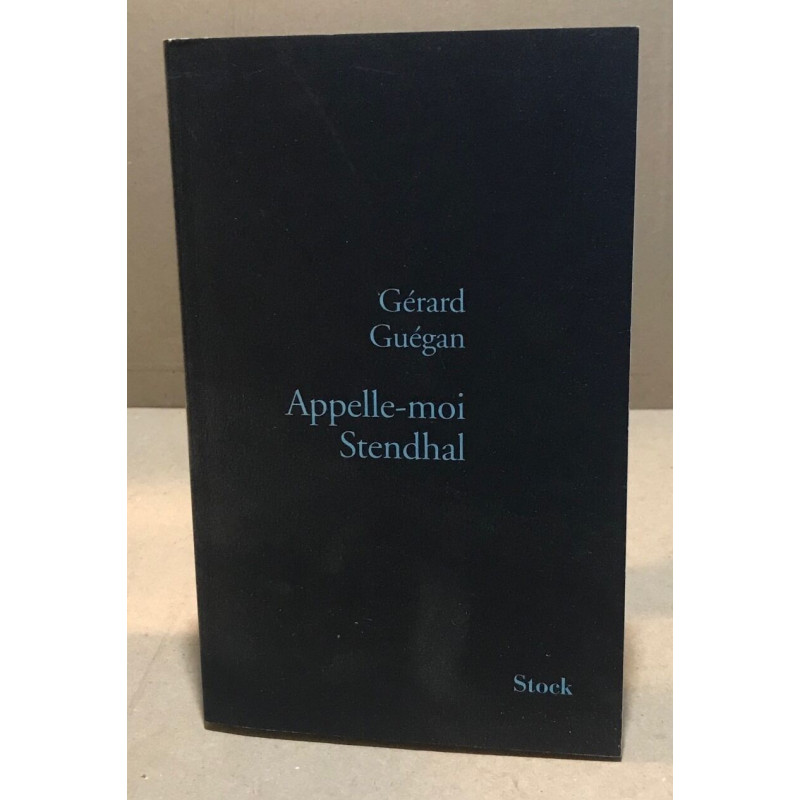 Gérard
Guégan
Appelle-moi
Stendhal
Stock